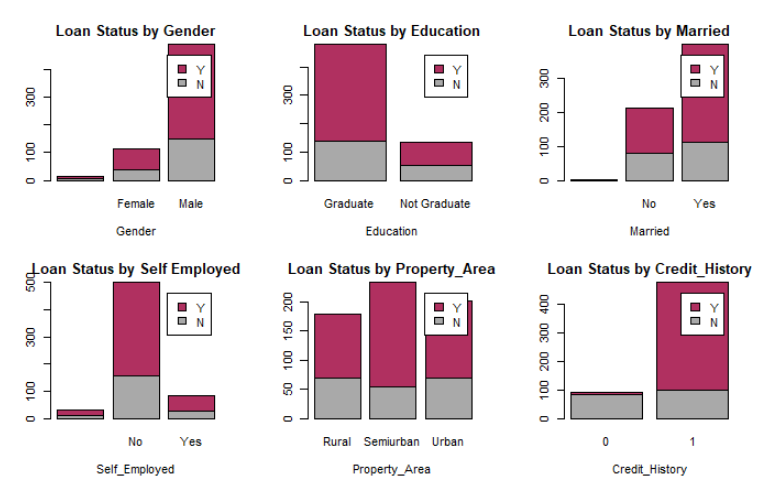 Loan Status by Gender
Y
N
0
100
300
Female Male
Gender
Loan Status by Education
Y
N
0
100
300
Graduate Not Graduate
Education
Loan Status by Married
Y
N
0
100
200
300
No Yes
Married
Loan Status by Self Employed
Y
N
0
100
300
500
No Yes
Self_Employed
Loan Status by Property_Area
Y
N
0
50
100
150
200
Rural Semiurban Urban
Property_Area
Loan Status by Credit_History
Y
N
0
100
200
300
400
0 1
Credit_History